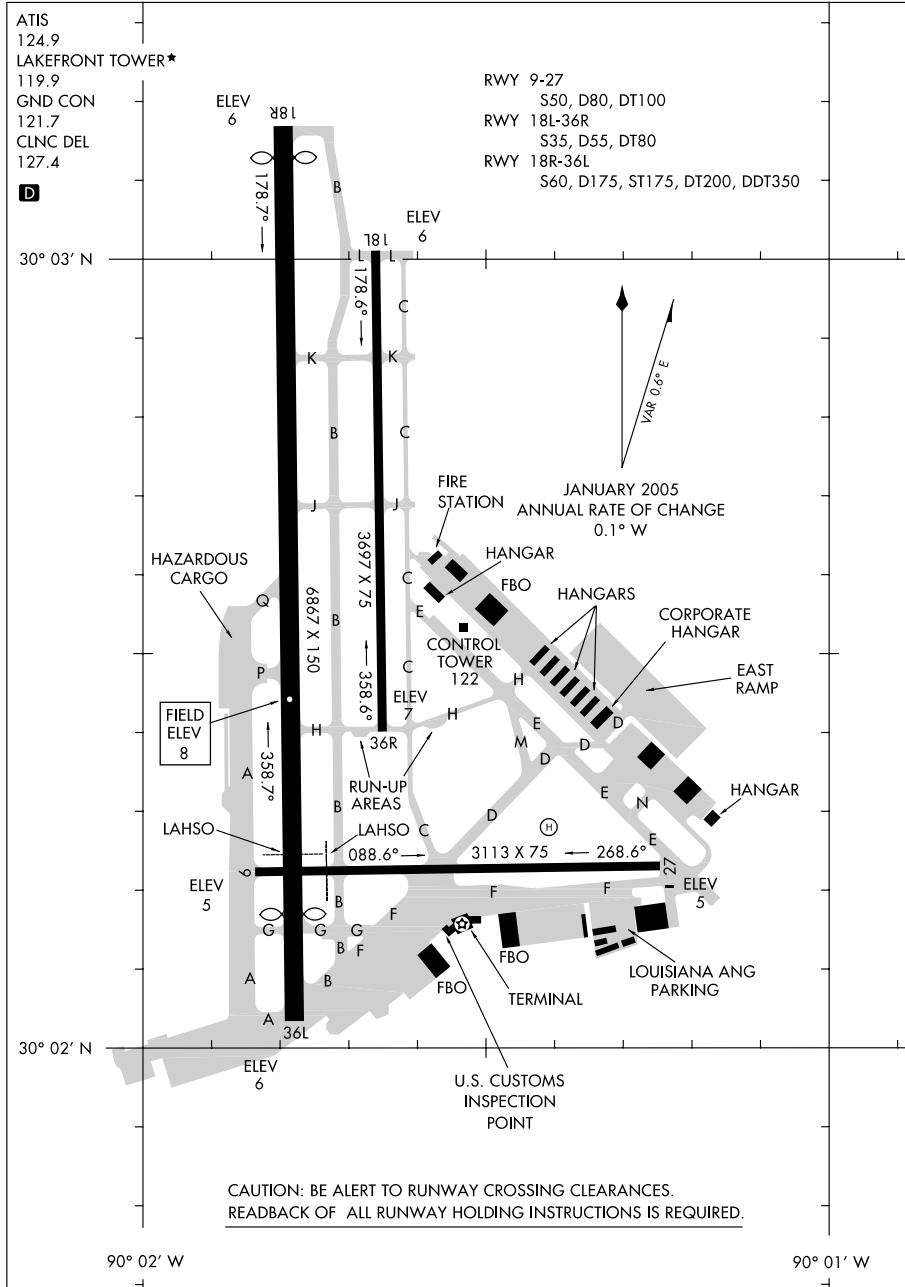 ATIS
124.9
LAKEFRONT TOWER★
119.9
GND CON
121.7
CLNC DEL
127.4
D
RWY 9-27
S50, D80, DT100
RWY 18L-36R
S35, D55, DT80
RWY 18R-36L
S60, D175, ST175, DT200, DDT350
ELEV
6
18R
178.7°
B
ELEV
6
18L
30° 03' N
L
L
178.6°
C
K
K
VAR 0.6° E
B
C
JANUARY 2005
ANNUAL RATE OF CHANGE
0.1° W
FIRE
STATION
J
J
HANGAR
3697 X 75
HAZARDOUS
CARGO
C
FBO
HANGARS
Q
6867 X 150
B
E
CORPORATE
HANGAR
CONTROL
TOWER
122
P
358.6°
C
H
EAST
RAMP
ELEV
7
FIELD
ELEV
8
H
H
E
D
36R
M
D
358.7°
D
A
RUN-UP
AREAS
E
HANGAR
B
N
D
LAHSO
LAHSO
C
H
E
088.6°
3113 X 75
268.6°
9
27
ELEV
5
F
F
ELEV
5
B
F
G
G
G
B
F
FBO
LOUISIANA ANG
PARKING
A
B
FBO
TERMINAL
A
36L
30° 02' N
ELEV
6
U.S. CUSTOMS
INSPECTION
POINT
CAUTION: BE ALERT TO RUNWAY CROSSING CLEARANCES.
READBACK OF ALL RUNWAY HOLDING INSTRUCTIONS IS REQUIRED.
90° 02' W
90° 01' W